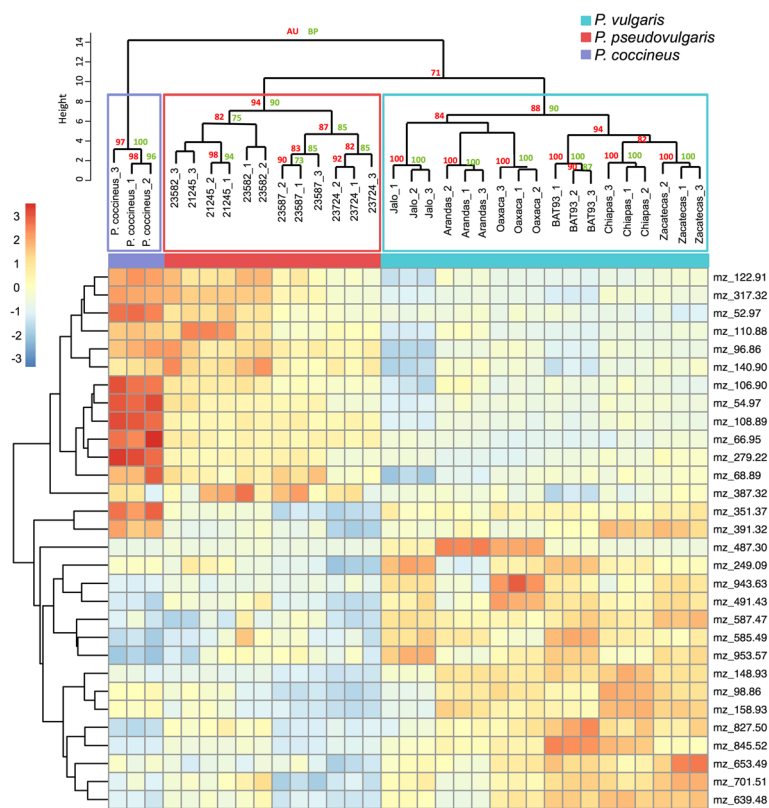 AU BP
P. vulgaris
P. pseudovulgaris
P. coccineus
Height
14
12
10
8
6
4
2
0
71
94 90
88 90
82 75
87 85
84
94
82
97 100
98 96
98 94
83 85
90 73
82 85
92
100 100
100 100
100 100
100 100
90 87
100 100
100 100
P. coccineus_3
P. coccineus_1
P. coccineus_2
23582_3
21245_3
21245_2
21245_1
23582_1
23582_2
23587_2
23587_1
23587_3
23724_2
23724_1
23724_3
Jalo_1
Jalo_2
Jalo_3
Arandas_2
Arandas_1
Arandas_3
Oaxaca_3
Oaxaca_1
Oaxaca_2
BAT93_1
BAT93_2
BAT93_3
Chiapas_3
Chiapas_1
Chiapas_2
Zacatecas_2
Zacatecas_1
Zacatecas_3
3
2
1
0
-1
-2
-3
mz_122.91
mz_317.32
mz_52.97
mz_110.88
mz_96.86
mz_140.90
mz_106.90
mz_54.97
mz_108.89
mz_66.95
mz_279.22
mz_68.89
mz_387.32
mz_351.37
mz_391.32
mz_487.30
mz_249.09
mz_943.63
mz_491.43
mz_587.47
mz_585.49
mz_953.57
mz_148.93
mz_98.86
mz_158.93
mz_827.50
mz_845.52
mz_653.49
mz_701.51
mz_639.48